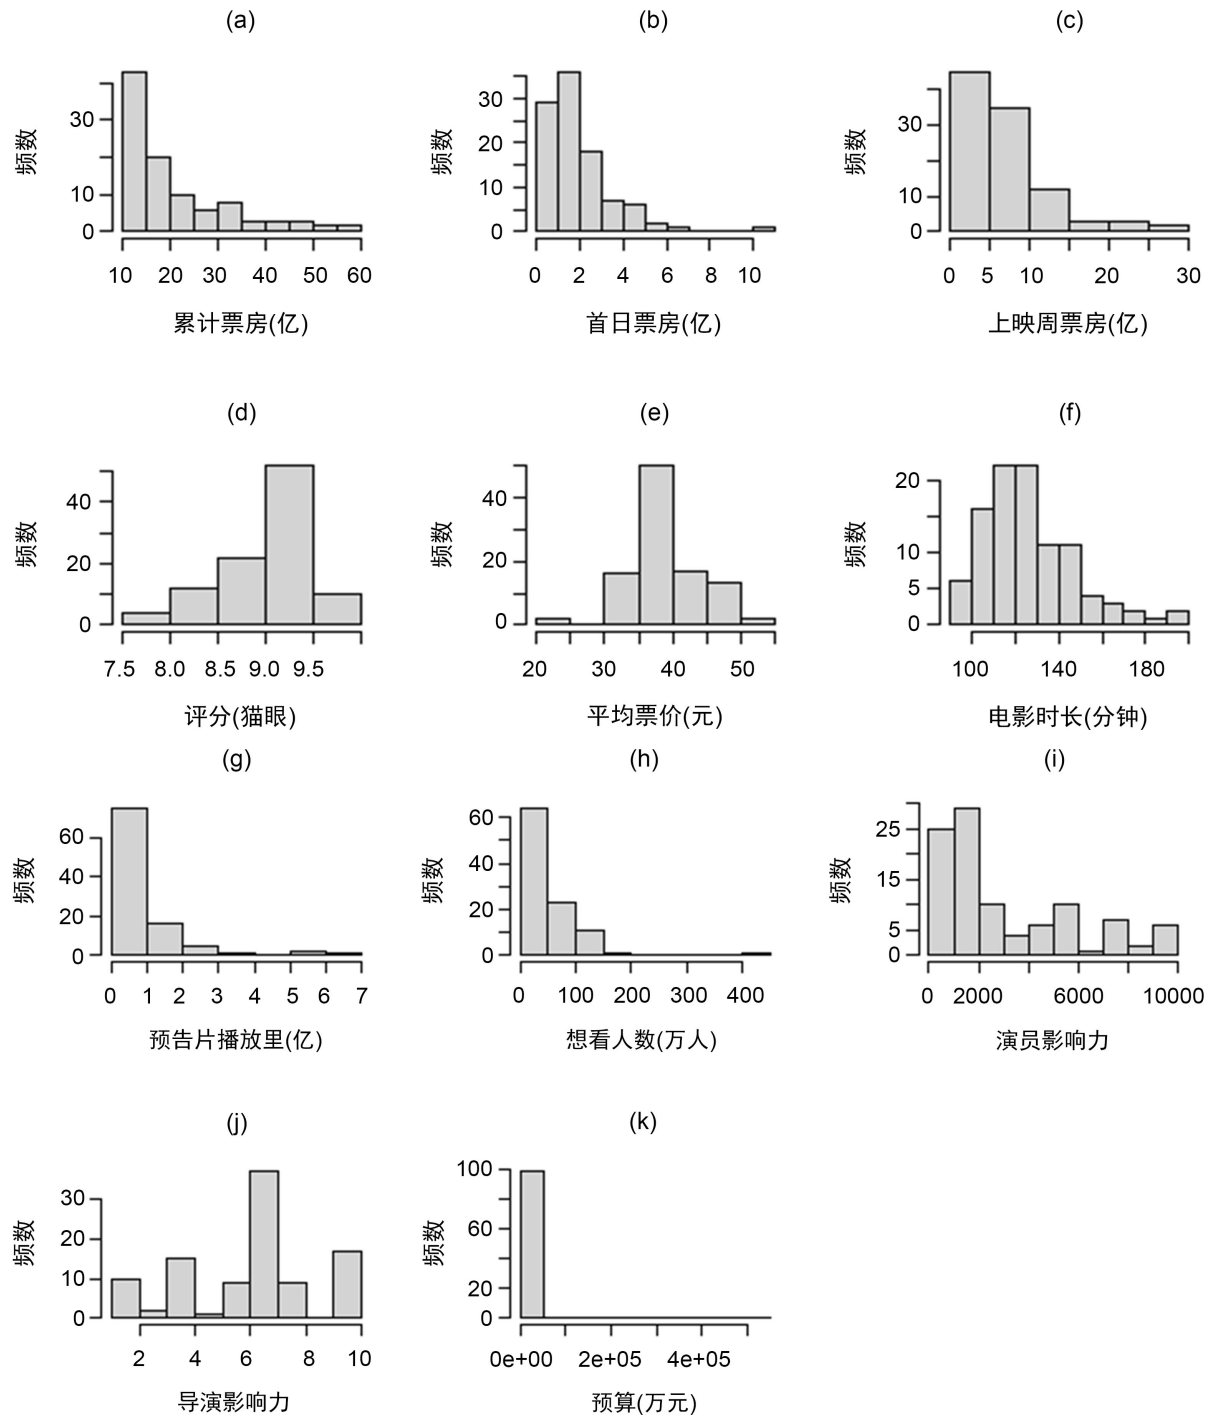 (a) (b) (c)
频数 30 10 0
10 20 30 40 50 60
累计票房(亿)
频数 30 20 10 0
0 2 4 6 8 10
首日票房(亿)
频数 30 10 0
0 5 10 20 30
上映周票房(亿)
(d) (e) (f)
频数 40 20 0
7.5 8.0 8.5 9.0 9.5
评分(猫眼)
频数 40 20 0
20 30 40 50
平均票价(元)
频数 20 10 5 0
100 140 180
电影时长(分钟)
(g) (h) (i)
频数 60 40 20 0
0 1 2 3 4 5 6 7
预告片播放里(亿)
频数 60 40 20 0
0 100 200 300 400
想看人数(万人)
频数 25 15 5 0
0 2000 6000 10000
演员影响力
(j) (k)
频数 30 20 10 0
2 4 6 8 10
导演影响力
频数 100 60 20 0
0e+00 2e+05 4e+05
预算(万元)